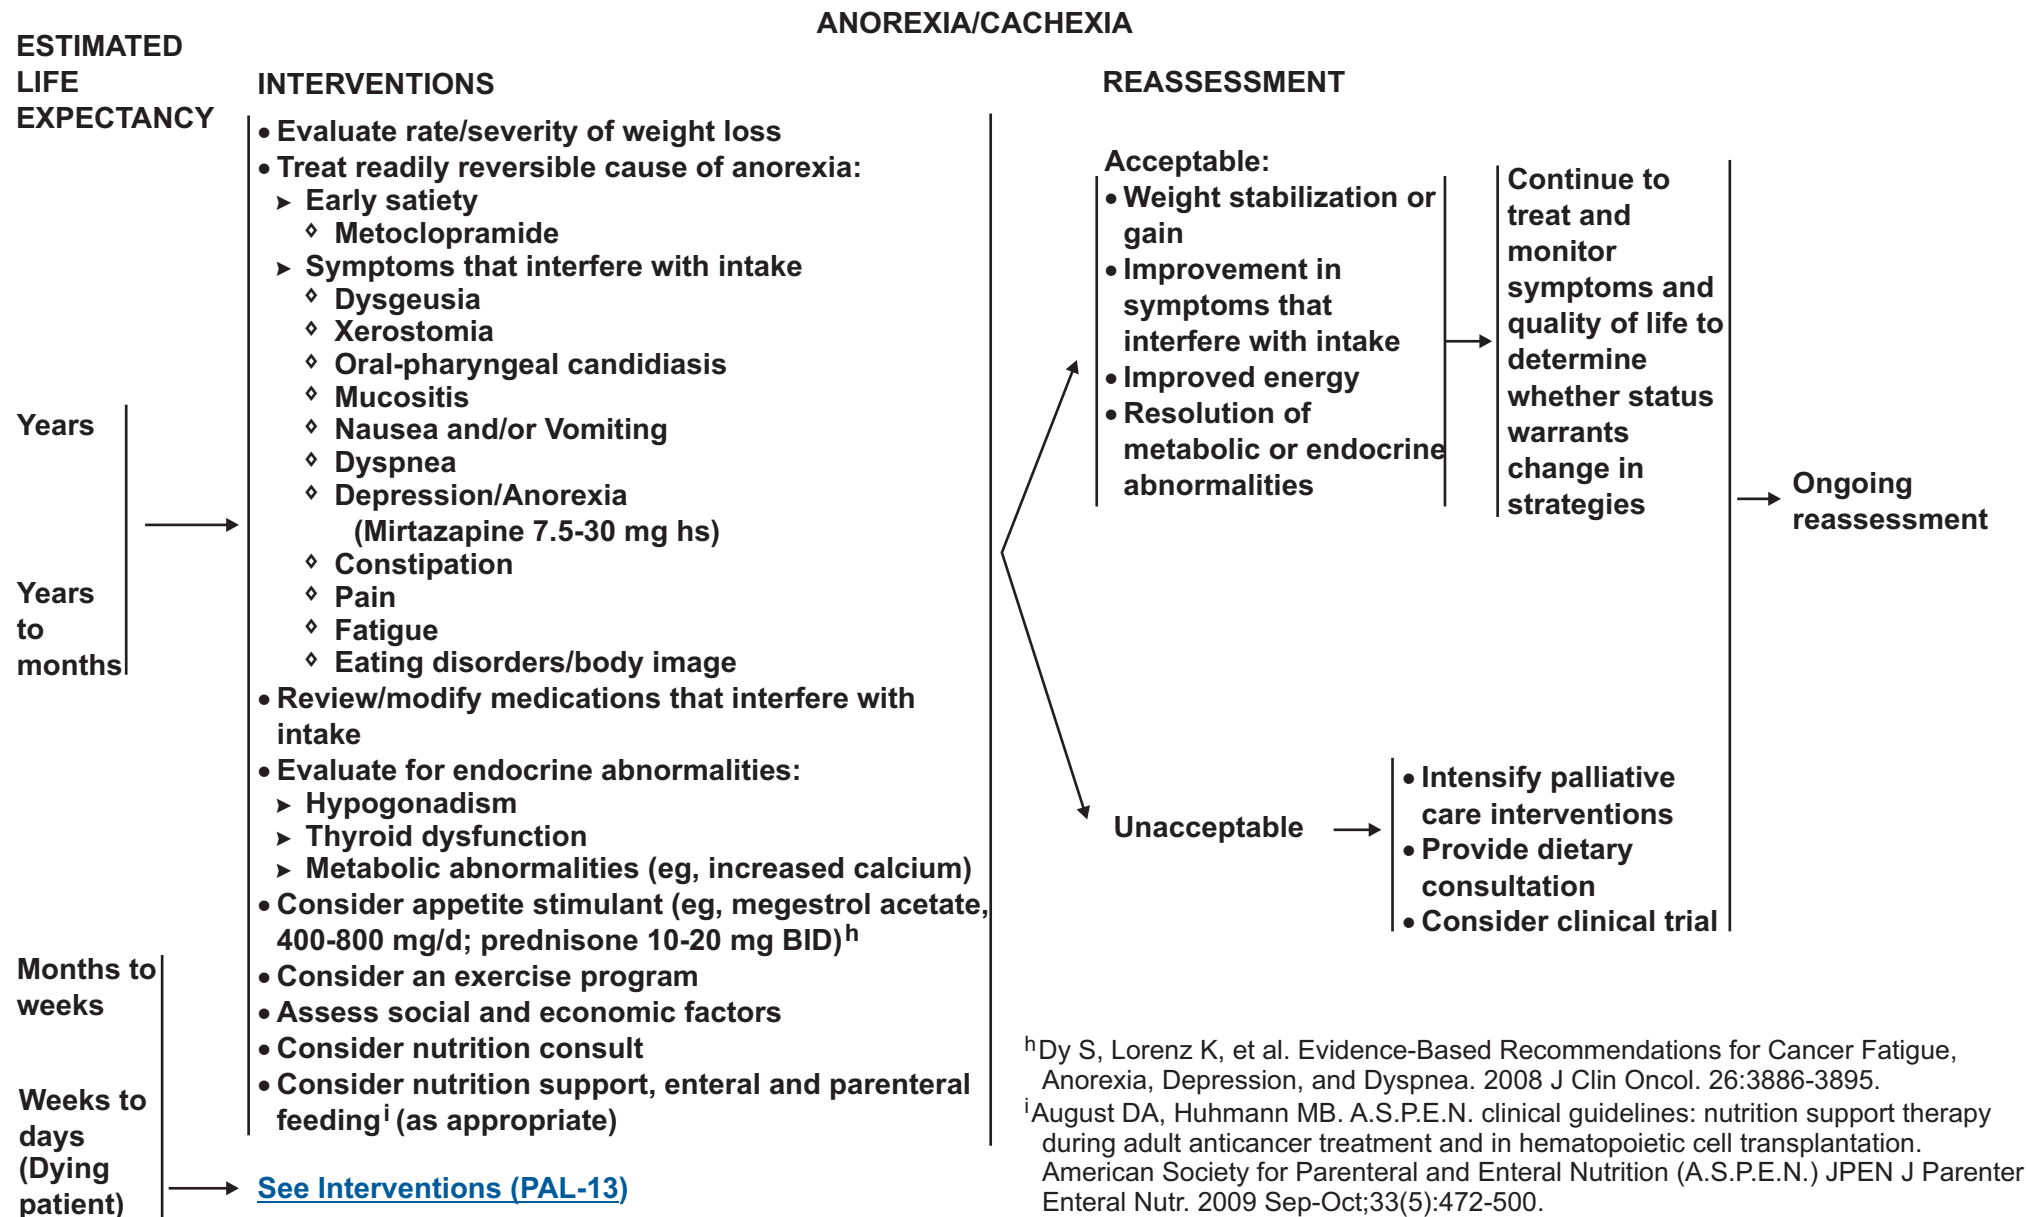 ANOREXIA/CACHEXIA
ESTIMATED
LIFE
EXPECTANCY
INTERVENTIONS
REASSESSMENT
Years
Years
to
months
Months to
weeks
Weeks to
days
(Dying
patient)
• Evaluate rate/severity of weight loss
• Treat readily reversible cause of anorexia:
➤ Early satiety
◊ Metoclopramide
➤ Symptoms that interfere with intake
◊ Dysgeusia
◊ Xerostomia
◊ Oral-pharyngeal candidiasis
◊ Mucositis
◊ Nausea and/or Vomiting
◊ Dyspnea
◊ Depression/Anorexia
(Mirtazapine 7.5-30 mg hs)
◊ Constipation
◊ Pain
◊ Fatigue
◊ Eating disorders/body image
• Review/modify medications that interfere with
intake
• Evaluate for endocrine abnormalities:
➤ Hypogonadism
➤ Thyroid dysfunction
➤ Metabolic abnormalities (eg, increased calcium)
• Consider appetite stimulant (eg, megestrol acetate,
400-800 mg/d; prednisone 10-20 mg BID)h
• Consider an exercise program
• Assess social and economic factors
• Consider nutrition consult
• Consider nutrition support, enteral and parenteral
feedingi (as appropriate)
See Interventions (PAL-13)
Acceptable:
• Weight stabilization or
gain
• Improvement in
symptoms that
interfere with intake
• Improved energy
• Resolution of
metabolic or endocrine
abnormalities
Continue to
treat and
monitor
symptoms and
quality of life to
determine
whether status
warrants
change in
strategies
Unacceptable
• Intensify palliative
care interventions
• Provide dietary
consultation
• Consider clinical trial
Ongoing
reassessment
hDy S, Lorenz K, et al. Evidence-Based Recommendations for Cancer Fatigue,
Anorexia, Depression, and Dyspnea. 2008 J Clin Oncol. 26:3886-3895.
iAugust DA, Huhmann MB. A.S.P.E.N. clinical guidelines: nutrition support therapy
during adult anticancer treatment and in hematopoietic cell transplantation.
American Society for Parenteral and Enteral Nutrition (A.S.P.E.N.) JPEN J Parenter
Enteral Nutr. 2009 Sep-Oct;33(5):472-500.